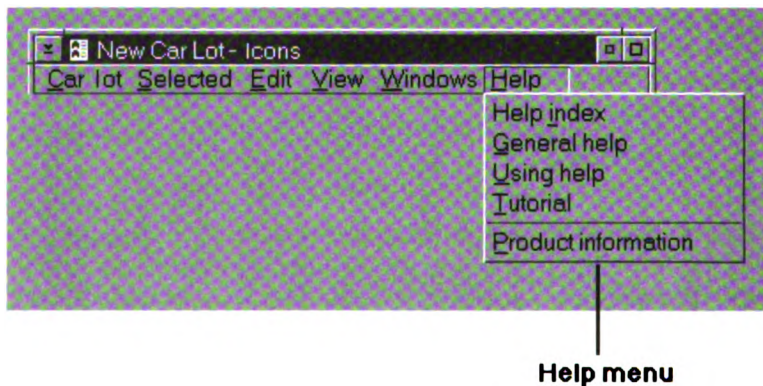 New Car Lot - Icons
Car lot Selected Edit View Windows Help
Help index
General help
Using help
Tutorial
Product information
Help menu